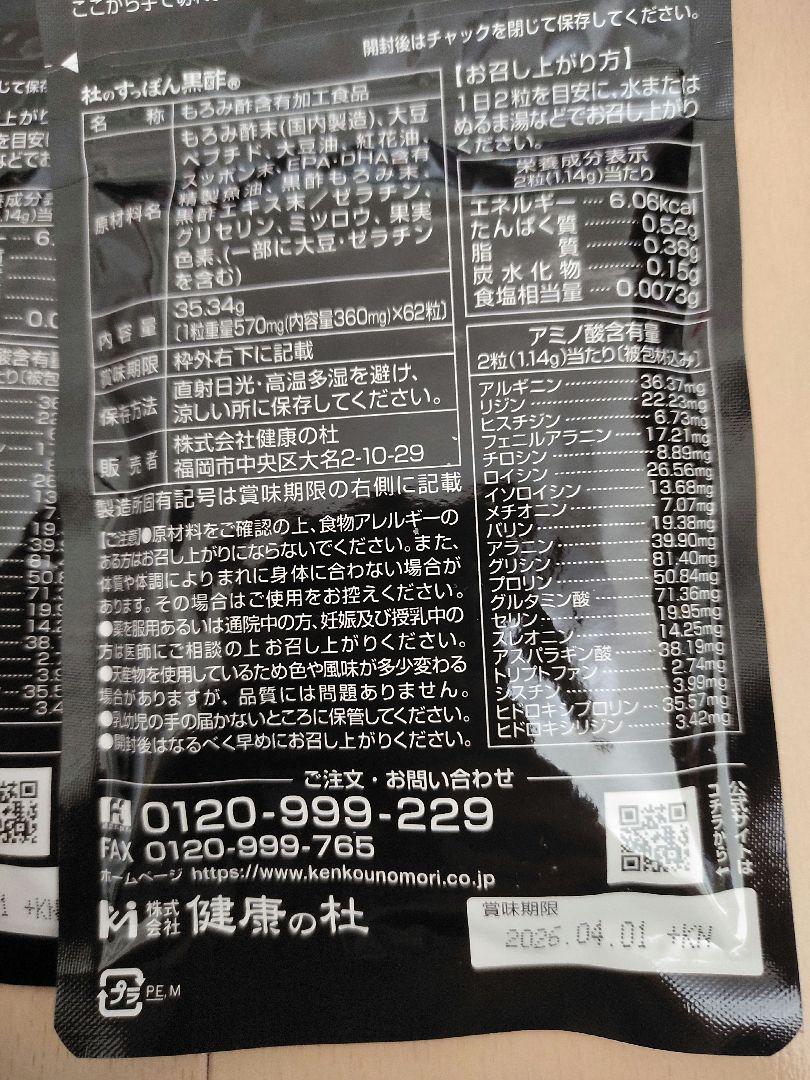 開封後はチャックを閉じて保存してください。
杜のすっぽん黒酢®
名 称 もろみ酢含有加工食品
原材料名 もろみ酢末(国内製造)、大豆
ペプチド、大豆油、紅花油、
スッポン末、EPA・DHA含有
精製魚油、黒酢もろみ末、
黒酢エキス末/ゼラチン、
グリセリン、ミツロウ、果実
色素、(一部に大豆・ゼラチン
を含む)
内容量 35.34g
〔1粒重量570mg(内容量360mg)×62粒〕
賞味期限 枠外右下に記載
保存方法 直射日光・高温多湿を避け、
涼しい所に保存してください。
販売者 株式会社健康の杜
福岡市中央区大名2-10-29
製造所固有記号は賞味期限の右側に記載
【ご注意】●原材料をご確認の上、食物アレルギーの
ある方はお召し上がりにならないでください。また、
体質や体調によりまれに身体に合わない場合が
あります。その場合はご使用をお控えください。
●薬を服用あるいは通院中の方、妊娠及び授乳中の
方は医師にご相談の上お召し上がりください。
●天産物を使用しているため色や風味が多少変わる
場合がありますが、品質には問題ありません。
●乳幼児の手の届かないところに保管してください。
●開封後はなるべく早めにお召し上がりください。
【お召し上がり方】
1日2粒を目安に、水または
ぬるま湯などでお召し上がり
ください。
栄養成分表示
2粒(1.14g)当たり
エネルギー 6.06kcal
たんぱく質 0.52g
脂質 0.38g
炭水化物 0.15g
食塩相当量 0.0073g
アミノ酸含有量
2粒(1.14g)当たり〔被包材込み〕
アルギニン 36.37mg
リジン 22.23mg
ヒスチジン 6.73mg
フェニルアラニン 17.21mg
チロシン 8.89mg
ロイシン 26.56mg
イソロイシン 13.68mg
メチオニン 7.07mg
バリン 19.38mg
アラニン 39.90mg
グリシン 81.40mg
プロリン 50.84mg
グルタミン酸 71.36mg
セリン 19.95mg
スレオニン 14.25mg
アスパラギン酸 38.19mg
トリプトファン 2.74mg
シスチン 3.99mg
ヒドロキシプロリン 35.57mg
ヒドロキシリジン 3.42mg
ご注文・お問い合わせ
0120-999-229
FAX 0120-999-765
ホームページ https://www.kenkounomori.co.jp
公式サイトは
コチラから
株式会社 健康の杜
賞味期限
2026.04.01 +KN
プラ PE,M